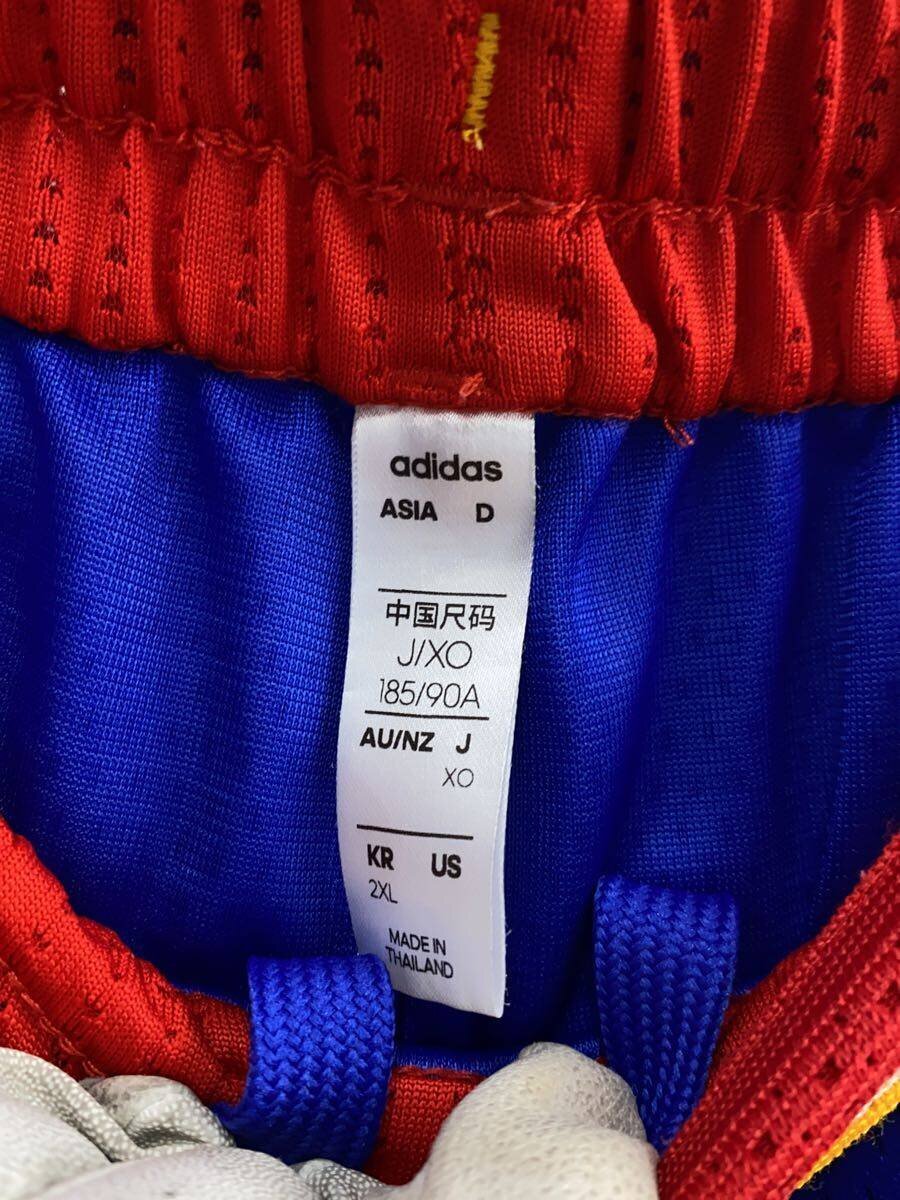 adidas
ASIA D
中国尺码
J/XO
185/90A
AU/NZ J
XO
KR US
2XL
MADE IN
THAILAND